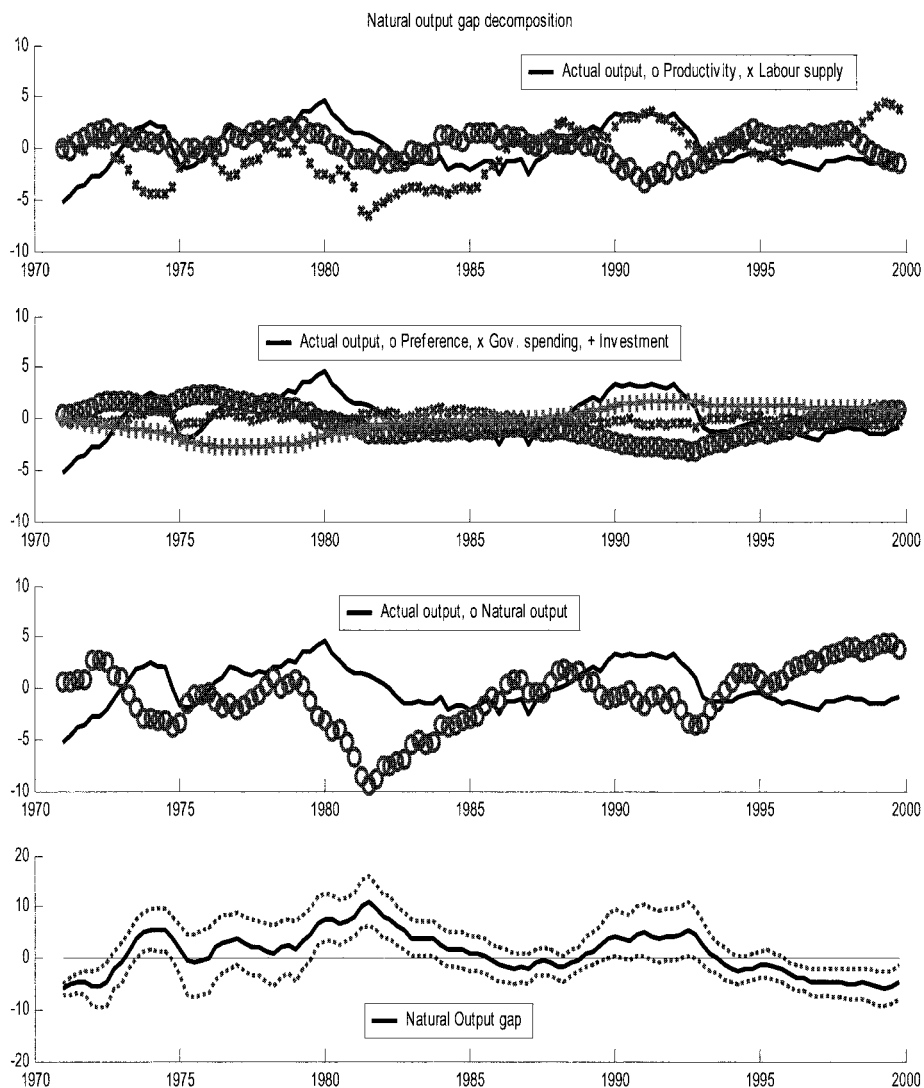 Natural output gap decomposition
10
5
0
-5
-10
Actual output, o Productivity, x Labour supply
1970 1975 1980 1985 1990 1995 2000
10
5
0
-5
-10
Actual output, o Preference, x Gov. spending, + Investment
1970 1975 1980 1985 1990 1995 2000
10
5
0
-5
-10
Actual output, o Natural output
1970 1975 1980 1985 1990 1995 2000
20
10
0
-10
-20
Natural Output gap
1970 1975 1980 1985 1990 1995 2000